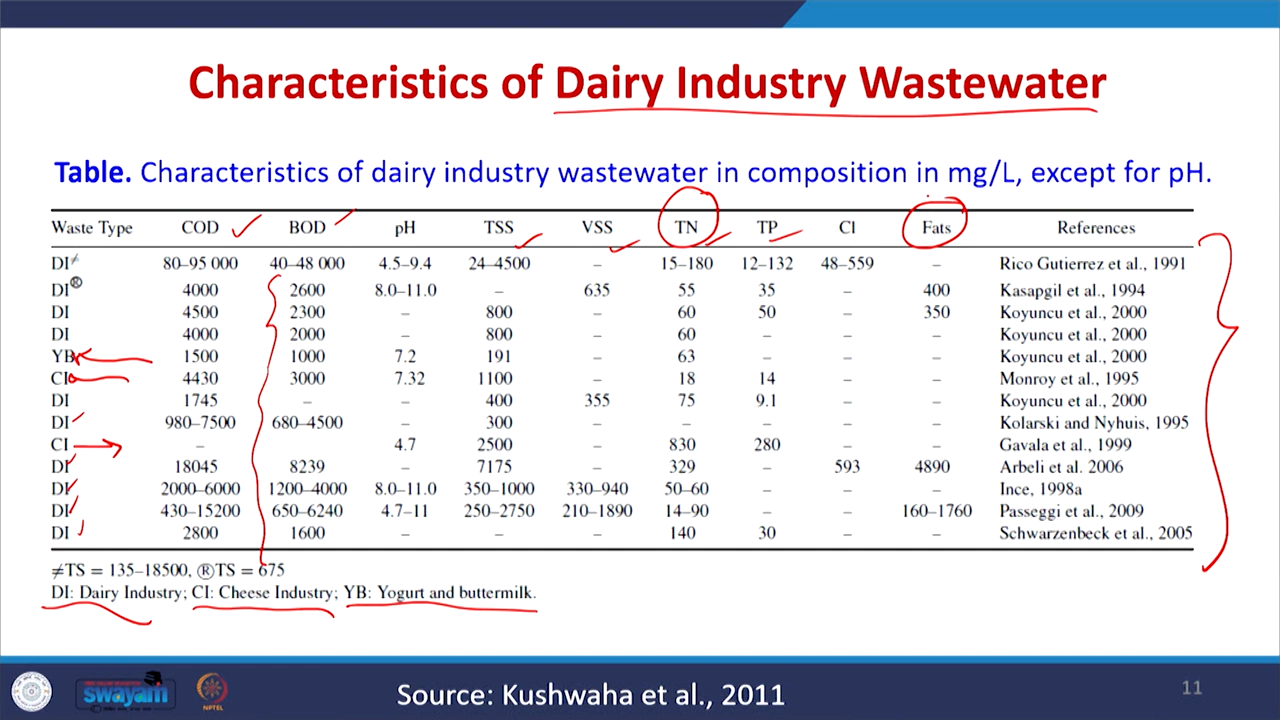 Characteristics of Dairy Industry Wastewater
Table. Characteristics of dairy industry wastewater in composition in mg/L, except for pH.
Waste Type COD BOD pH TSS VSS TN TP Cl Fats References
DI≠ 80–95 000 40–48 000 4.5–9.4 24–4500 – 15–180 12–132 48–559 – Rico Gutierrez et al., 1991
DI® 4000 2600 8.0–11.0 – 635 55 35 – 400 Kasapgil et al., 1994
DI 4500 2300 – 800 – 60 50 – 350 Koyuncu et al., 2000
DI 4000 2000 – 800 – 60 – – – Koyuncu et al., 2000
YB 1500 1000 7.2 191 – 63 – – – Koyuncu et al., 2000
CI 4430 3000 7.32 1100 – 18 14 – – Monroy et al., 1995
DI 1745 – – 400 355 75 9.1 – – Koyuncu et al., 2000
DI 980–7500 680–4500 – 300 – – – – – Kolarski and Nyhuis, 1995
CI – 4.7 2500 – 830 280 – – Gavala et al., 1999
DI 18045 8239 – 7175 – 329 – 593 4890 Arbeli et al. 2006
DI 2000–6000 1200–4000 8.0–11.0 350–1000 330–940 50–60 – – – Ince, 1998a
DI 430–15200 650–6240 4.7–11 250–2750 210–1890 14–90 – – 160–1760 Passeggi et al., 2009
DI 2800 1600 – – – 140 30 – – Schwarzenbeck et al., 2005
≠TS = 135–18500, ®TS = 675
DI: Dairy Industry; CI: Cheese Industry; YB: Yogurt and buttermilk.
swayam
NPTEL
Source: Kushwaha et al., 2011
11